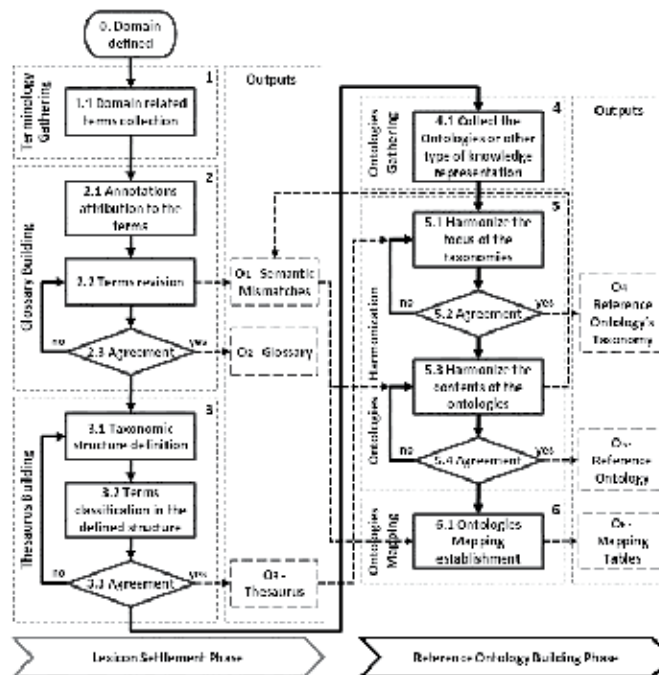 0. Domain
defined
1
Terminology
Gathering
1.1 Domain related
terms collection
Outputs
2
Glossary Building
2.1 Annotations
attribution to the
terms
2.2 Terms revision
O1 - Semantic
Mismatches
no
2.3 Agreement
yes
O2 - Glossary
3
Thesaurus Building
3.1 Taxonomic
structure definition
3.2 Terms
classification in the
defined structure
no
3.3 Agreement
yes
O3 -
Thesaurus
Lexicon Settlement Phase
4
Ontologies
Gathering
4.1 Collect the
Ontologies or other
type of knowledge
representation
Outputs
5
Ontologies Harmonization
5.1 Harmonize the
focus of the
taxonomies
no
5.2 Agreement
yes
O4
Reference
Ontology's
Taxonomy
5.3 Harmonize the
contents of the
ontologies
no
5.4 Agreement
yes
O5 -
Reference
Ontology
6
Ontologies
Mapping
6.1 Ontologies
Mapping
establishment
O6 -
Mapping
Tables
Reference Ontology Building Phase